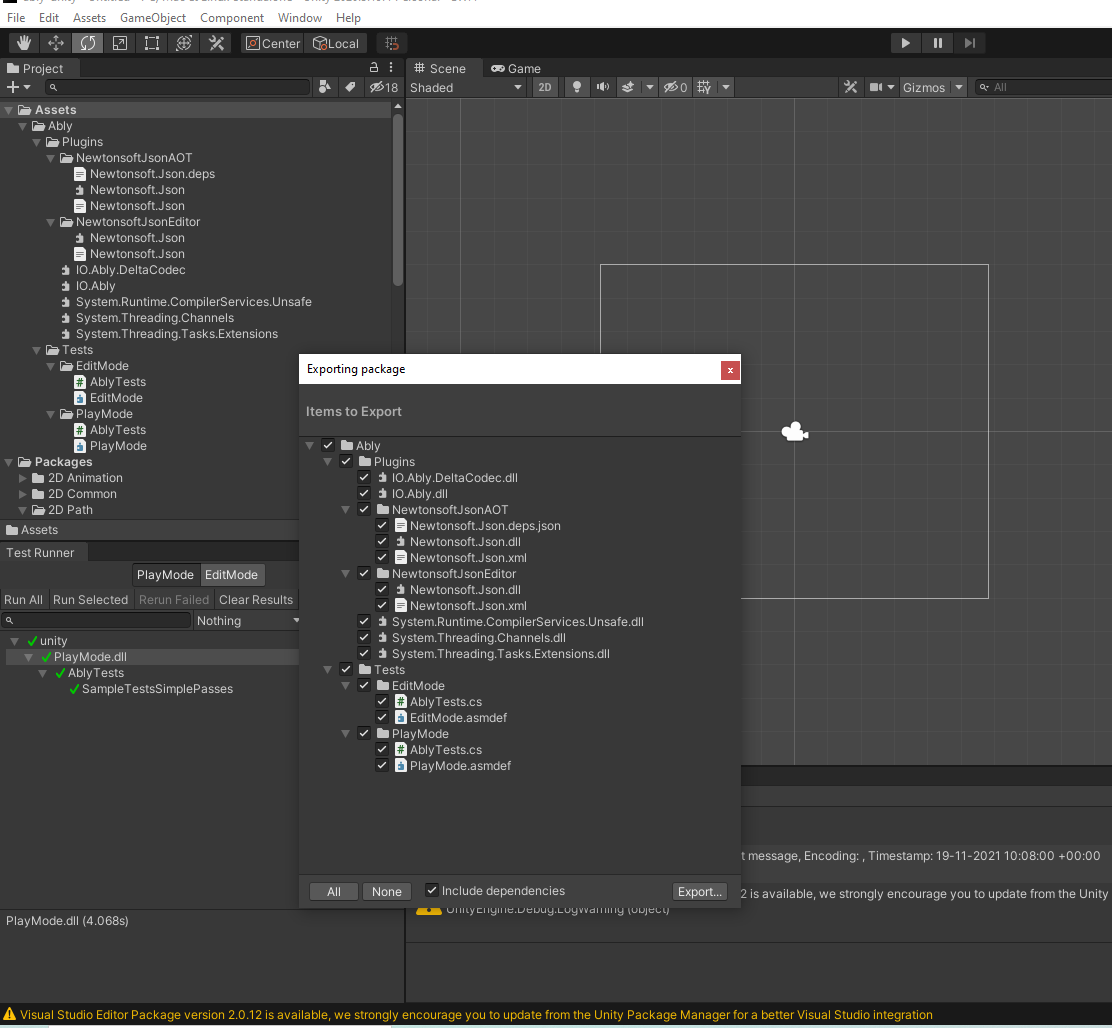 File Edit Assets GameObject Component Window Help
Center Local
Project
18
Scene Game
Shaded 2D 0 Gizmos All
Assets
Ably
Plugins
NewtonsoftJsonAOT
Newtonsoft.Json.deps
Newtonsoft.Json
Newtonsoft.Json
NewtonsoftJsonEditor
Newtonsoft.Json
Newtonsoft.Json
IO.Ably.DeltaCodec
IO.Ably
System.Runtime.CompilerServices.Unsafe
System.Threading.Channels
System.Threading.Tasks.Extensions
Tests
EditMode
AblyTests
EditMode
PlayMode
AblyTests
PlayMode
Packages
2D Animation
2D Common
2D Path
Assets
Test Runner
PlayMode EditMode
Run All Run Selected Rerun Failed Clear Results
Nothing
unity
PlayMode.dll
AblyTests
SampleTestsSimplePasses
PlayMode.dll (4.068s)
Exporting package
x
Items to Export
Ably
Plugins
IO.Ably.DeltaCodec.dll
IO.Ably.dll
NewtonsoftJsonAOT
Newtonsoft.Json.deps.json
Newtonsoft.Json.dll
Newtonsoft.Json.xml
NewtonsoftJsonEditor
Newtonsoft.Json.dll
Newtonsoft.Json.xml
System.Runtime.CompilerServices.Unsafe.dll
System.Threading.Channels.dll
System.Threading.Tasks.Extensions.dll
Tests
EditMode
AblyTests.cs
EditMode.asmdef
PlayMode
AblyTests.cs
PlayMode.asmdef
All None Include dependencies Export...
t message, Encoding: , Timestamp: 19-11-2021 10:08:00 +00:00
2 is available, we strongly encourage you to update from the Unity
UnityEngine.Debug:LogWarning (object)
Visual Studio Editor Package version 2.0.12 is available, we strongly encourage you to update from the Unity Package Manager for a better Visual Studio integration